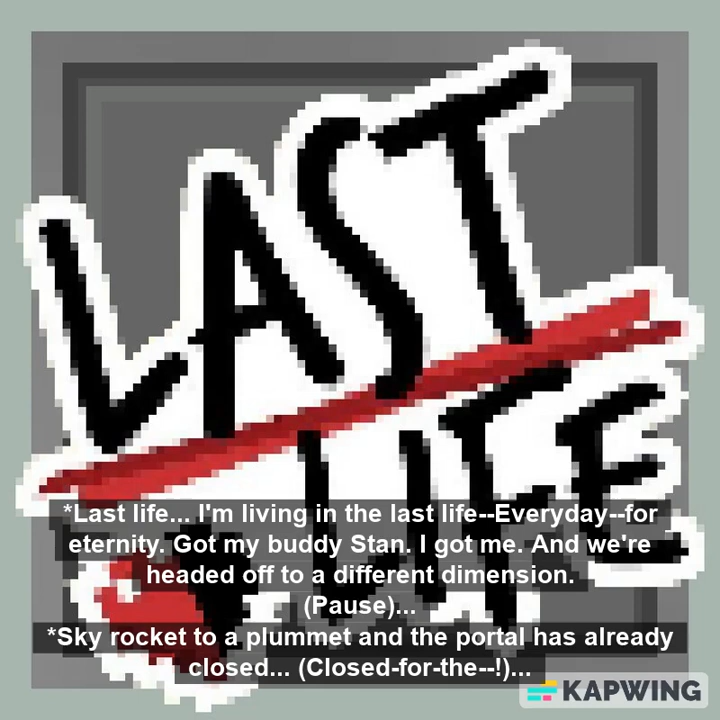 LAST
LIFE
*Last life... I'm living in the last life--Everyday--for
eternity. Got my buddy Stan. I got me. And we're
headed off to a different dimension.
(Pause)...
*Sky rocket to a plummet and the portal has already
closed... (Closed-for-the--!)...
KAPWING